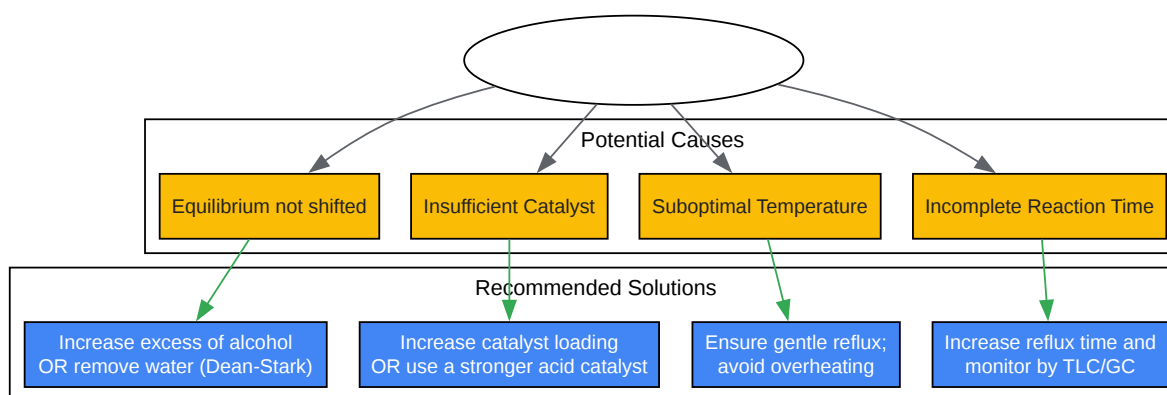 Potential Causes
Equilibrium not shifted
Insufficient Catalyst
Suboptimal Temperature
Incomplete Reaction Time
Recommended Solutions
Increase excess of alcohol
OR remove water (Dean-Stark)
Increase catalyst loading
OR use a stronger acid catalyst
Ensure gentle reflux;
avoid overheating
Increase reflux time and
monitor by TLC/GC